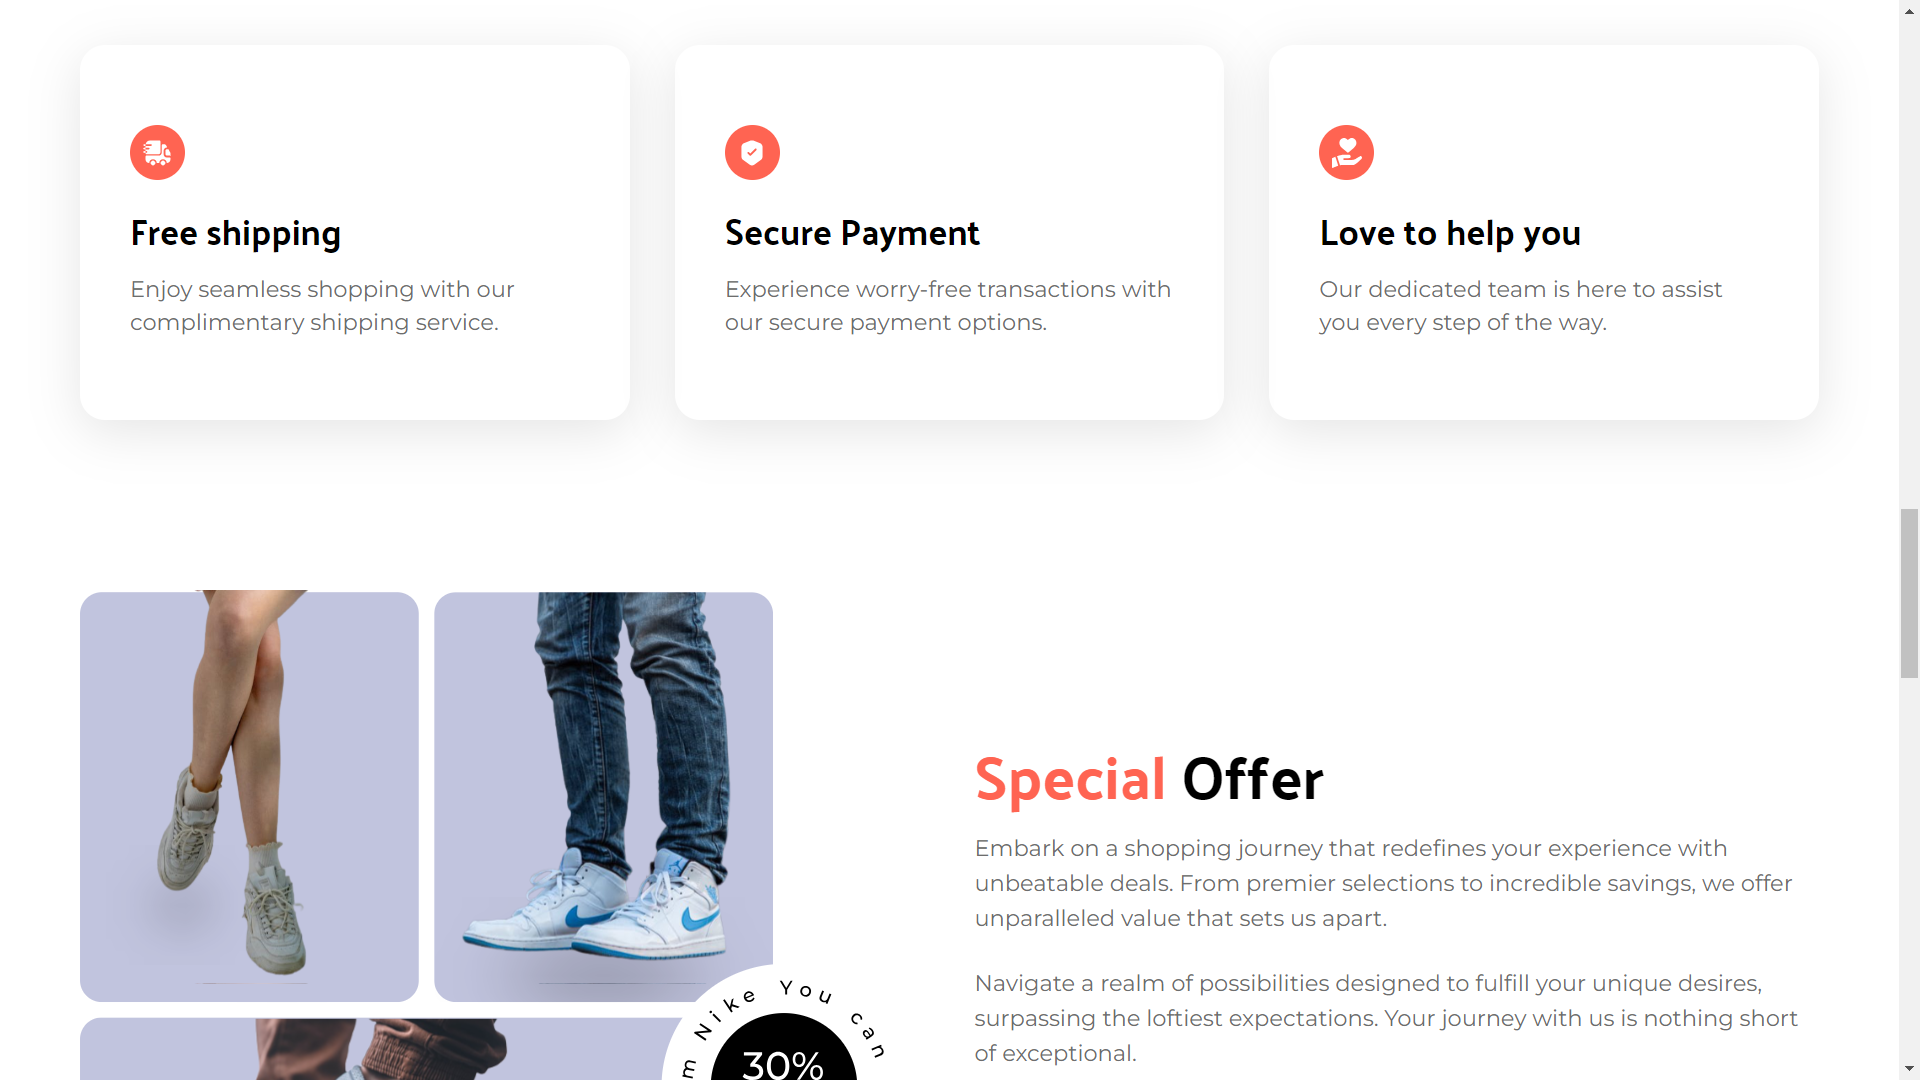 Free shipping
Enjoy seamless shopping with our
complimentary shipping service.
Secure Payment
Experience worry-free transactions with
our secure payment options.
Love to help you
Our dedicated team is here to assist
you every step of the way.
Special Offer
Embark on a shopping journey that redefines your experience with
unbeatable deals. From premier selections to incredible savings, we offer
unparalleled value that sets us apart.
Navigate a realm of possibilities designed to fulfill your unique desires,
surpassing the loftiest expectations. Your journey with us is nothing short
of exceptional.
Nike You can
30%